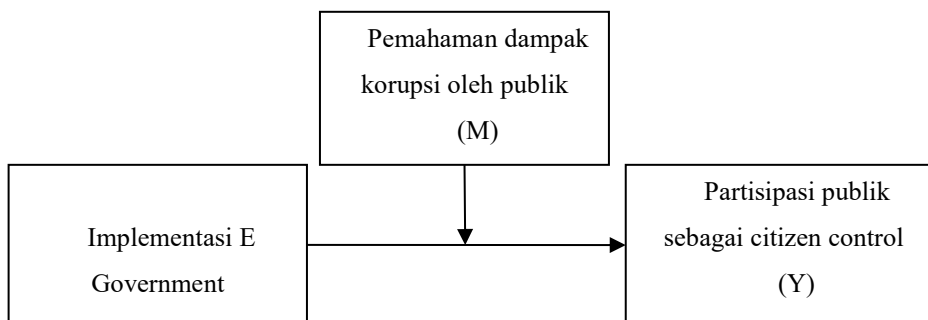 Pemahaman dampak
korupsi oleh publik
(M)
Implementasi E
Government
Partisipasi publik
sebagai citizen control
(Y)